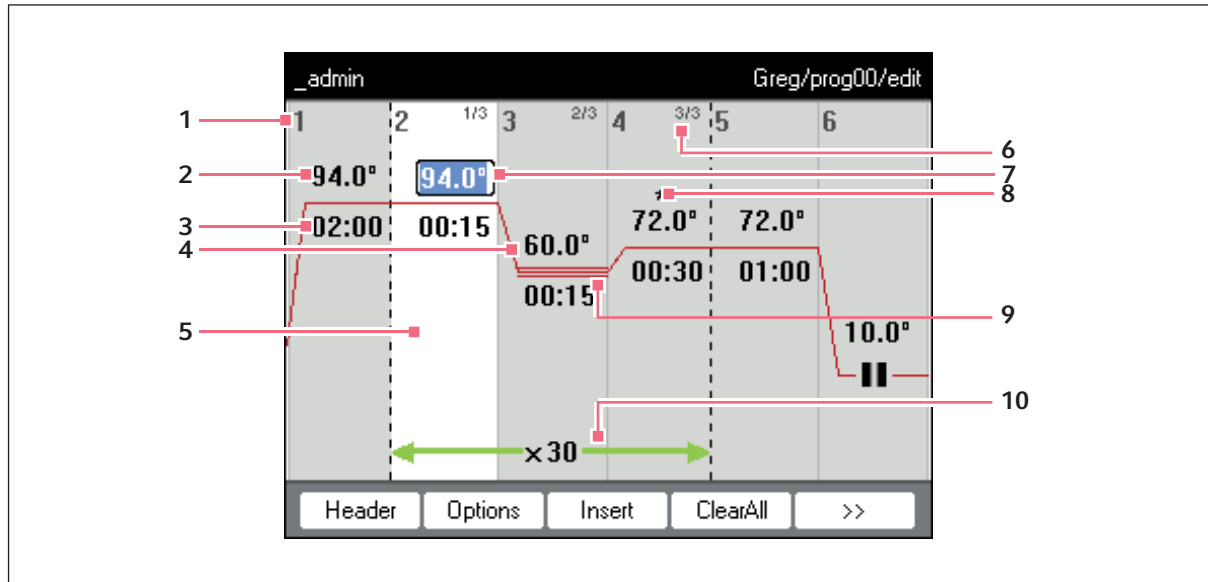 _admin Greg/prog00/edit
1 2 1/3 3 2/3 4 3/3 5 6
1
6
2 94.0° 94.0° 7
8
3 02:00 00:15 72.0° 72.0°
4 60.0°
00:30 01:00
00:15 9
5
10.0°
10
×30
Header Options Insert ClearAll >>